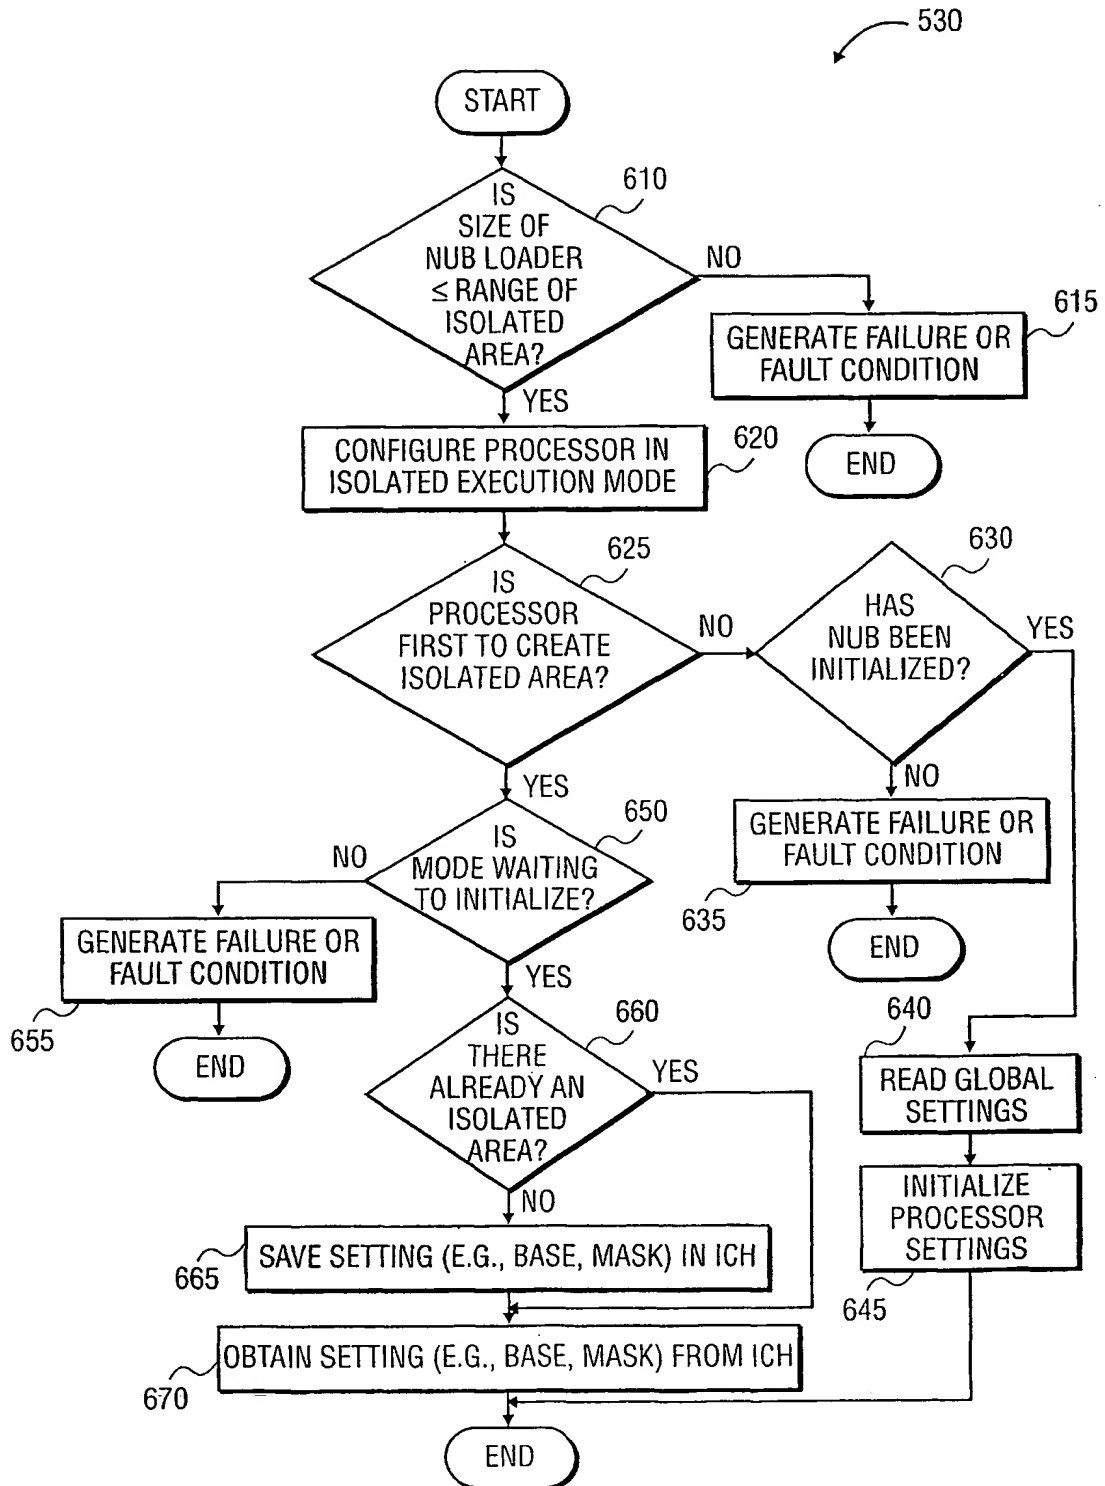 530
START
610
IS
SIZE OF
NUB LOADER
≤ RANGE OF
ISOLATED
AREA?
NO
YES
615
GENERATE FAILURE OR
FAULT CONDITION
END
620
CONFIGURE PROCESSOR IN
ISOLATED EXECUTION MODE
625
IS
PROCESSOR
FIRST TO CREATE
ISOLATED AREA?
NO
YES
630
HAS
NUB BEEN
INITIALIZED?
YES
NO
GENERATE FAILURE OR
FAULT CONDITION
635
END
650
IS
MODE WAITING
TO INITIALIZE?
NO
YES
GENERATE FAILURE OR
FAULT CONDITION
655
END
660
IS
THERE
ALREADY AN
ISOLATED
AREA?
YES
NO
640
READ GLOBAL
SETTINGS
INITIALIZE
PROCESSOR
SETTINGS
645
SAVE SETTING (E.G., BASE, MASK) IN ICH
665
OBTAIN SETTING (E.G., BASE, MASK) FROM ICH
670
END